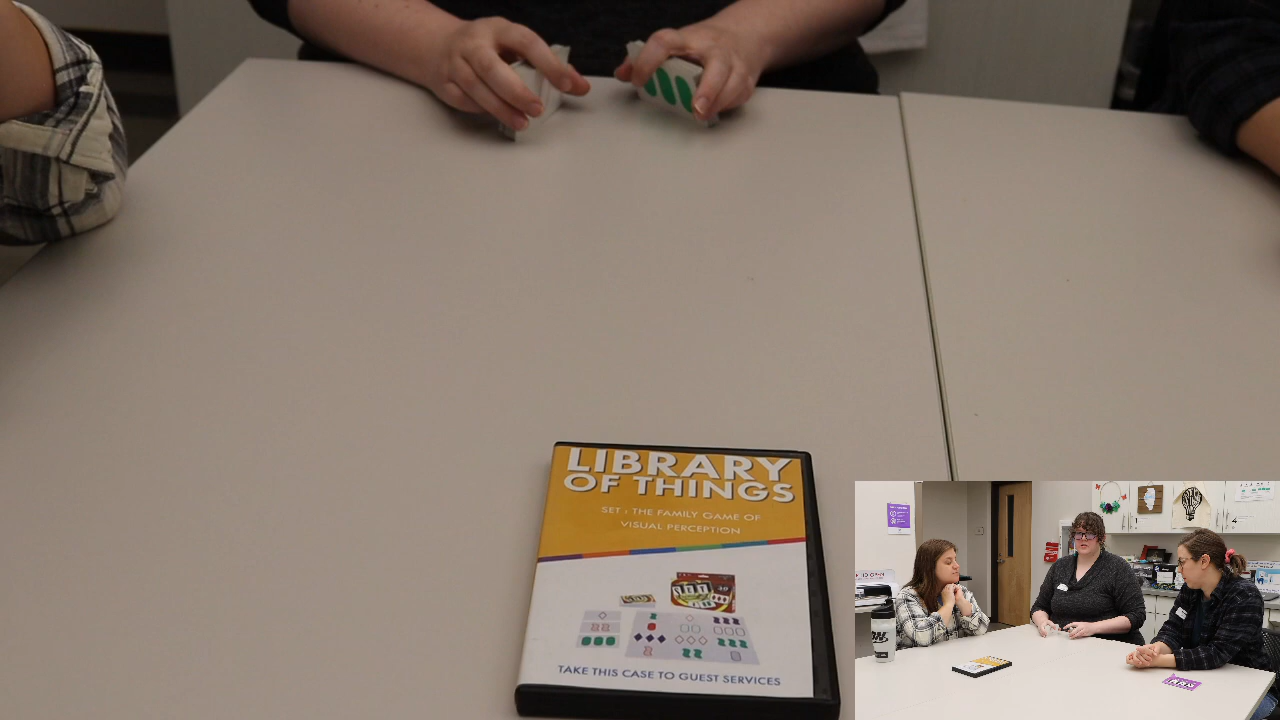 LIBRARY
OF THINGS
SET : THE FAMILY GAME OF
VISUAL PERCEPTION
TAKE THIS CASE TO GUEST SERVICES